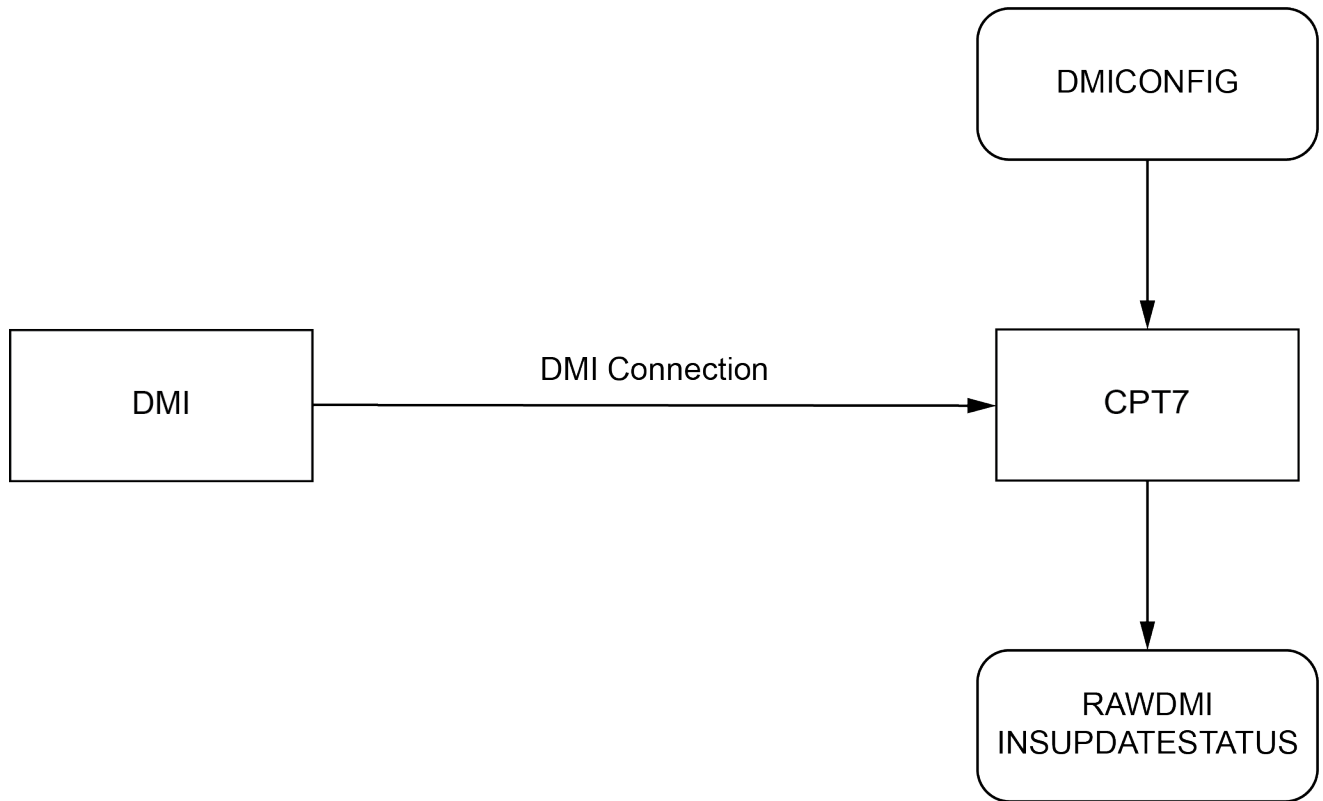 DMICONFIG
DMI Connection
DMI
CPT7
RAWDMI
INSUPDATESTATUS